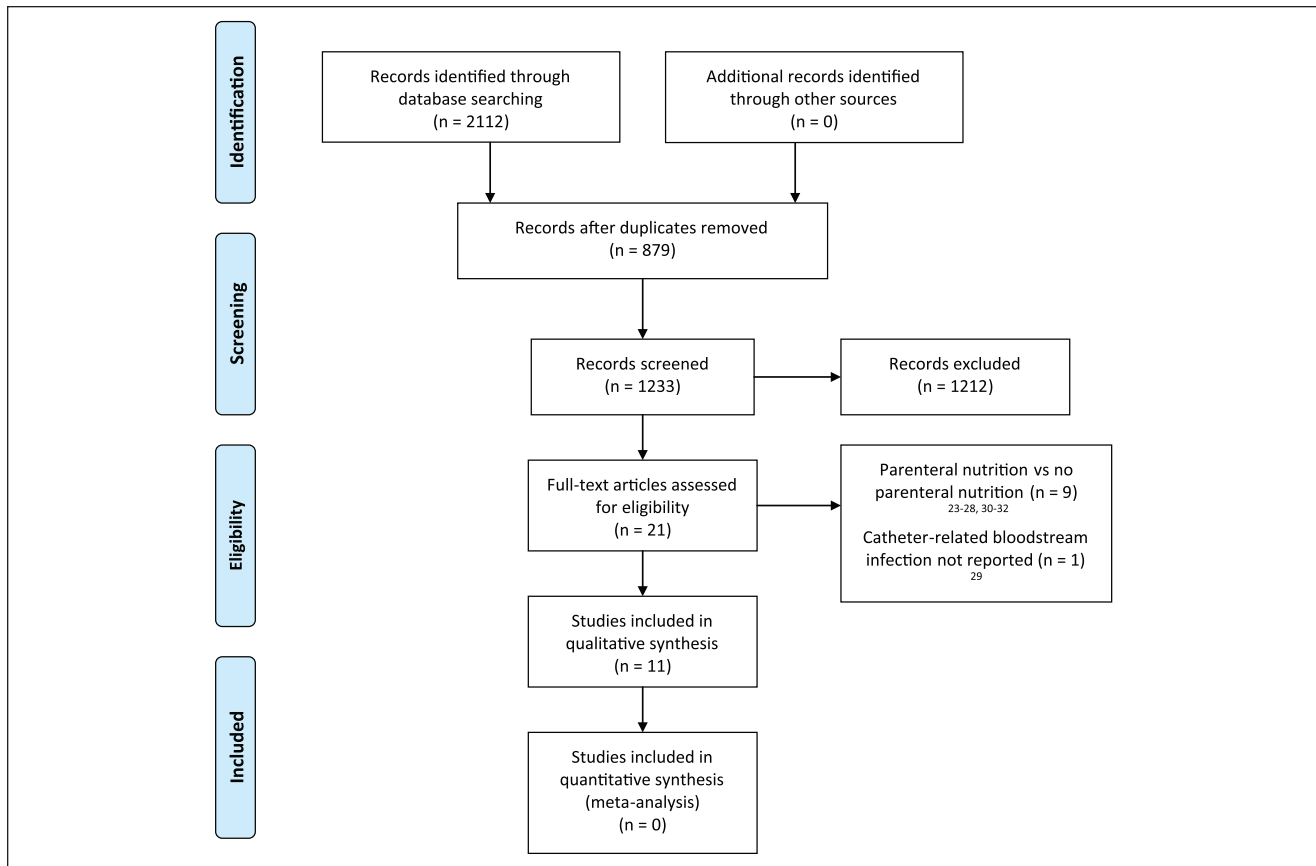 Identification
Records identified through
database searching
(n = 2112)
Additional records identified
through other sources
(n = 0)
Records after duplicates removed
(n = 879)
Screening
Records screened
(n = 1233)
Records excluded
(n = 1212)
Eligibility
Full-text articles assessed
for eligibility
(n = 21)
Parenteral nutrition vs no
parenteral nutrition (n = 9)
23-28, 30-32
Catheter-related bloodstream
infection not reported (n = 1)
29
Studies included in
qualitative synthesis
(n = 11)
Included
Studies included in
quantitative synthesis
(meta-analysis)
(n = 0)